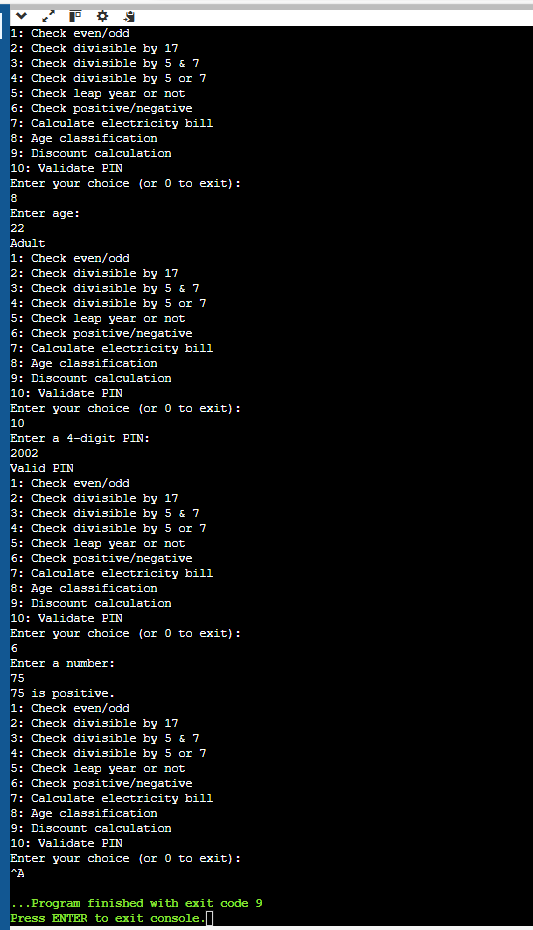 1: Check even/odd
2: Check divisible by 17
3: Check divisible by 5 & 7
4: Check divisible by 5 or 7
5: Check leap year or not
6: Check positive/negative
7: Calculate electricity bill
8: Age classification
9: Discount calculation
10: Validate PIN
Enter your choice (or 0 to exit):
8
Enter age:
22
Adult
1: Check even/odd
2: Check divisible by 17
3: Check divisible by 5 & 7
4: Check divisible by 5 or 7
5: Check leap year or not
6: Check positive/negative
7: Calculate electricity bill
8: Age classification
9: Discount calculation
10: Validate PIN
Enter your choice (or 0 to exit):
10
Enter a 4-digit PIN:
2002
Valid PIN
1: Check even/odd
2: Check divisible by 17
3: Check divisible by 5 & 7
4: Check divisible by 5 or 7
5: Check leap year or not
6: Check positive/negative
7: Calculate electricity bill
8: Age classification
9: Discount calculation
10: Validate PIN
Enter your choice (or 0 to exit):
6
Enter a number:
75
75 is positive.
1: Check even/odd
2: Check divisible by 17
3: Check divisible by 5 & 7
4: Check divisible by 5 or 7
5: Check leap year or not
6: Check positive/negative
7: Calculate electricity bill
8: Age classification
9: Discount calculation
10: Validate PIN
Enter your choice (or 0 to exit):
^A
...Program finished with exit code 9
Press ENTER to exit console.